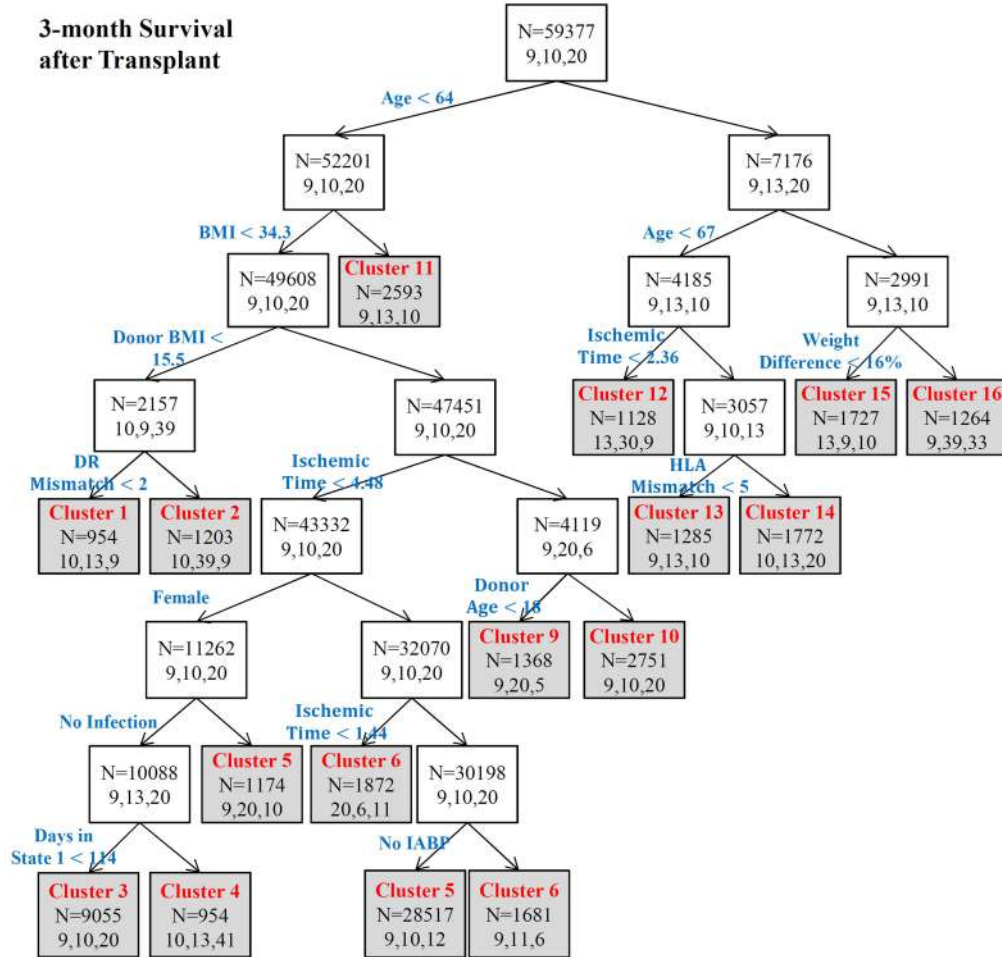 3-month Survival
after Transplant
N=59377
9,10,20
Age < 64
N=52201
9,10,20
N=7176
9,13,20
BMI < 34.3
Age < 67
N=49608
9,10,20
Cluster 11
N=2593
9,13,10
N=4185
9,13,10
N=2991
9,13,10
Donor BMI <
15.5
Ischemic
Time < 2.36
Weight
Difference < 16%
N=2157
10,9,39
N=47451
9,10,20
Cluster 12
N=1128
13,30,9
N=3057
9,10,13
Cluster 15
N=1727
13,9,10
Cluster 16
N=1264
9,39,33
DR
Mismatch < 2
Ischemic
Time < 4.48
HLA
Mismatch < 5
Cluster 1
N=954
10,13,9
Cluster 2
N=1203
10,39,9
N=43332
9,10,20
N=4119
9,20,6
Cluster 13
N=1285
9,13,10
Cluster 14
N=1772
10,13,20
Female
Donor
Age < 18
N=11262
9,10,20
N=32070
9,10,20
Cluster 9
N=1368
9,20,5
Cluster 10
N=2751
9,10,20
No Infection
Ischemic
Time < 1.44
N=10088
9,13,20
Cluster 5
N=1174
9,20,10
Cluster 6
N=1872
20,6,11
N=30198
9,10,20
Days in
State 1 < 114
No IABP
Cluster 3
N=9055
9,10,20
Cluster 4
N=954
10,13,41
Cluster 5
N=28517
9,10,12
Cluster 6
N=1681
9,11,6